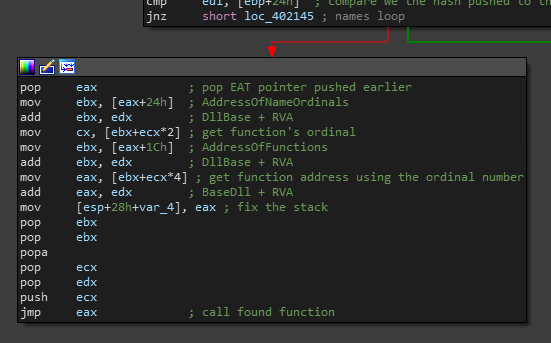 cmp     edi, [ebp+24h]  ; compare we the hash pushed to th
jnz     short loc_402145 ; names loop
pop     eax             ; pop EAT pointer pushed earlier
mov     ebx, [eax+24h]  ; AddressOfNameOrdinals
add     ebx, edx        ; DllBase + RVA
mov     cx, [ebx+ecx*2] ; get function's ordinal
mov     ebx, [eax+1Ch]  ; AddressOfFunctions
add     ebx, edx        ; DllBase + RVA
mov     eax, [ebx+ecx*4] ; get function address using the ordinal number
add     eax, edx        ; BaseDll + RVA
mov     [esp+28h+var_4], eax ; fix the stack
pop     ebx
pop     ebx
popa
pop     ecx
pop     edx
push    ecx
jmp     eax             ; call found function